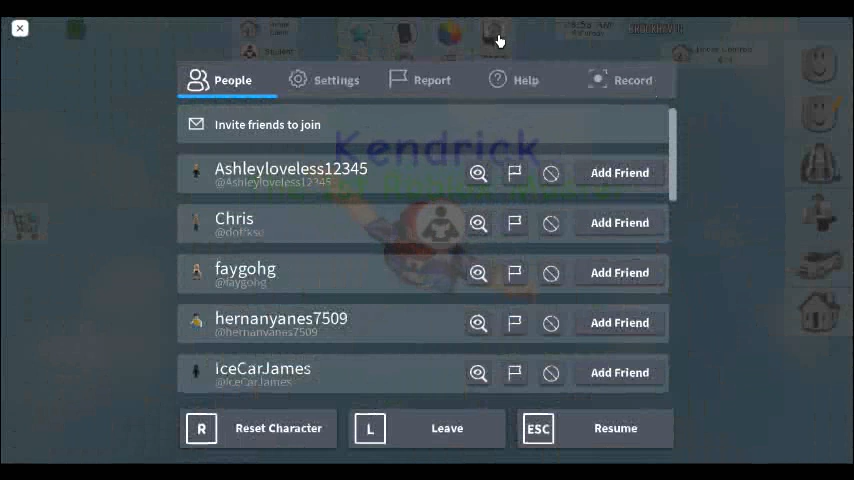 People
Settings
Report
Help
Record
Invite friends to join
Kendrick
Ashleyloveless12345
@Ashleyloveless12345
Add Friend
Chris
Add Friend
faygohg
@faygohg
Add Friend
hernanyanes7509
@hernanyanes7509
Add Friend
IceCarJames
@IceCarJames
Add Friend
R
Reset Character
L
Leave
ESC
Resume